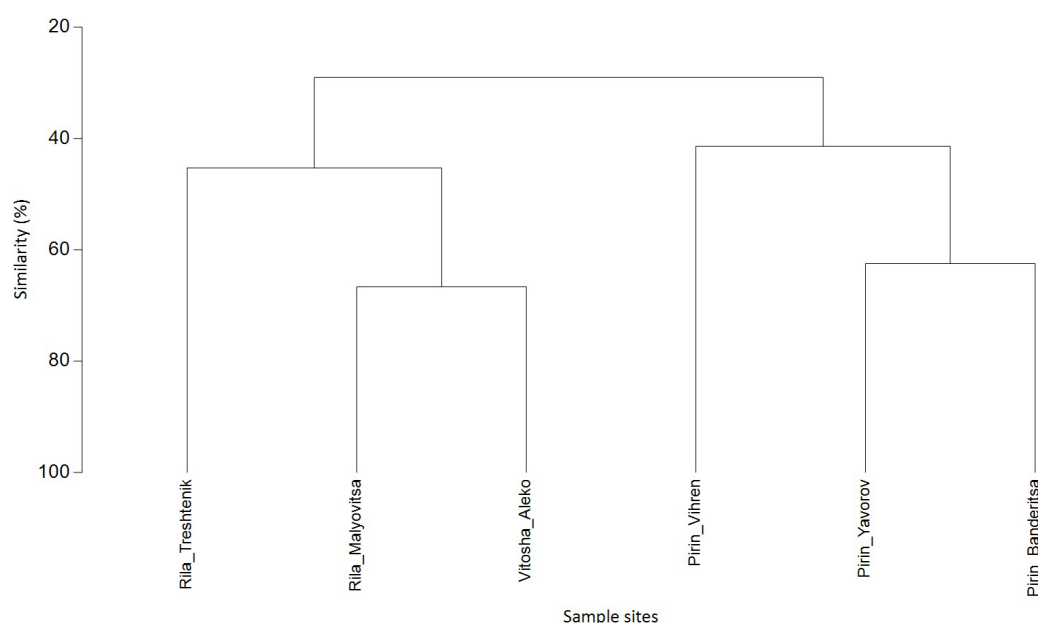 20
40
60
80
100
Similarity (%)
Rila_Treshtenik
Rila_Malyovitsa
Vitosha_Aleko
Pirin_Vihren
Pirin_Yavorov
Pirin_Banderitsa
Sample sites